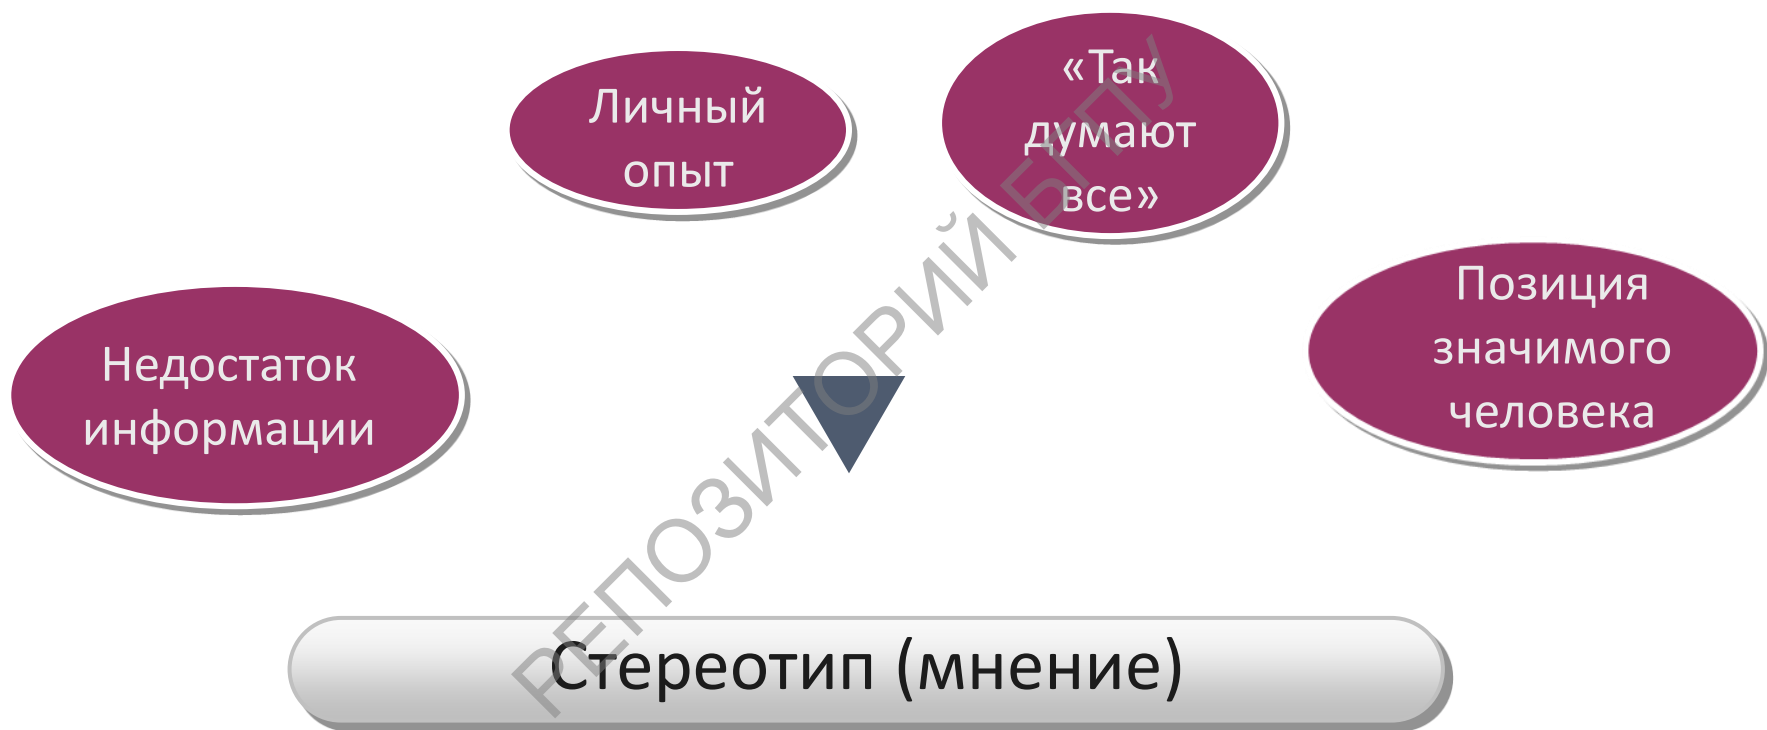 Личный
опыт
«Так
думают
все»
Недостаток
информации
Позиция
значимого
человека
Стереотип (мнение)
РЕПОЗИТОРИЙ БГПУ